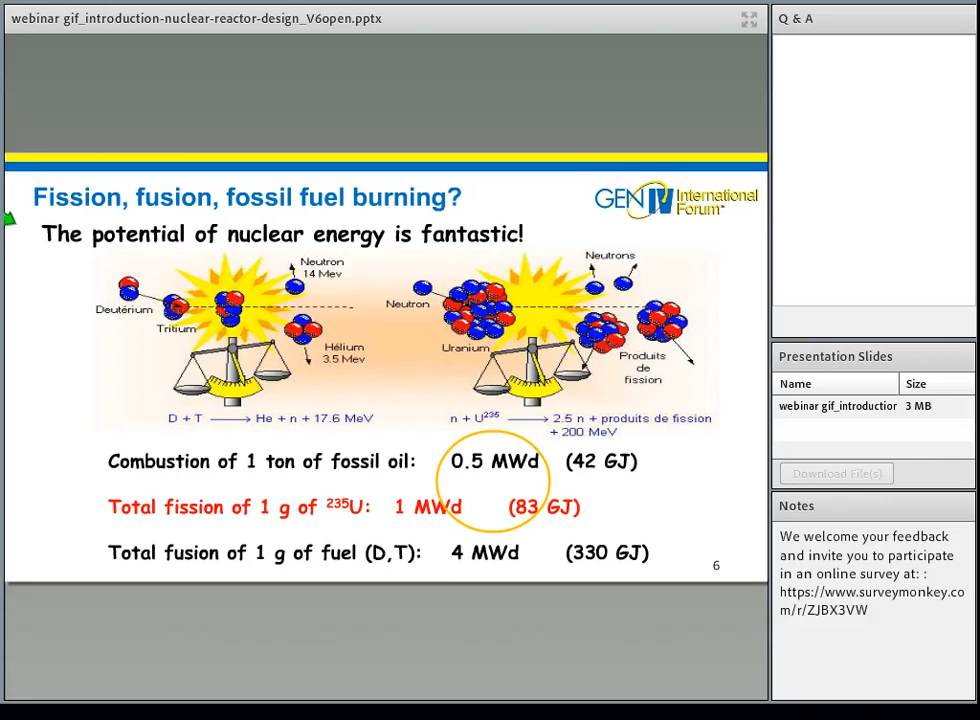 webinar gif_introduction-nuclear-reactor-design_V6open.pptx
Fission, fusion, fossil fuel burning?
GEN IV International Forum™
The potential of nuclear energy is fantastic!
Neutron
14 Mev
Deutérium
Tritium
Hélium
3.5 Mev
D + T → He + n + 17.6 MeV
Neutrons
Neutron
Uranium
Produits
de
fission
n + U²³⁵ → 2.5 n + produits de fission
+ 200 MeV
Combustion of 1 ton of fossil oil: 0.5 MWd (42 GJ)
Total fission of 1 g of ²³⁵U: 1 MWd (83 GJ)
Total fusion of 1 g of fuel (D,T): 4 MWd (330 GJ)
6
Q & A
Presentation Slides
Name Size
webinar gif_introductior 3 MB
Download File(s)
Notes
We welcome your feedback
and invite you to participate
in an online survey at: :
https://www.surveymonkey.co
m/r/ZJBX3VW